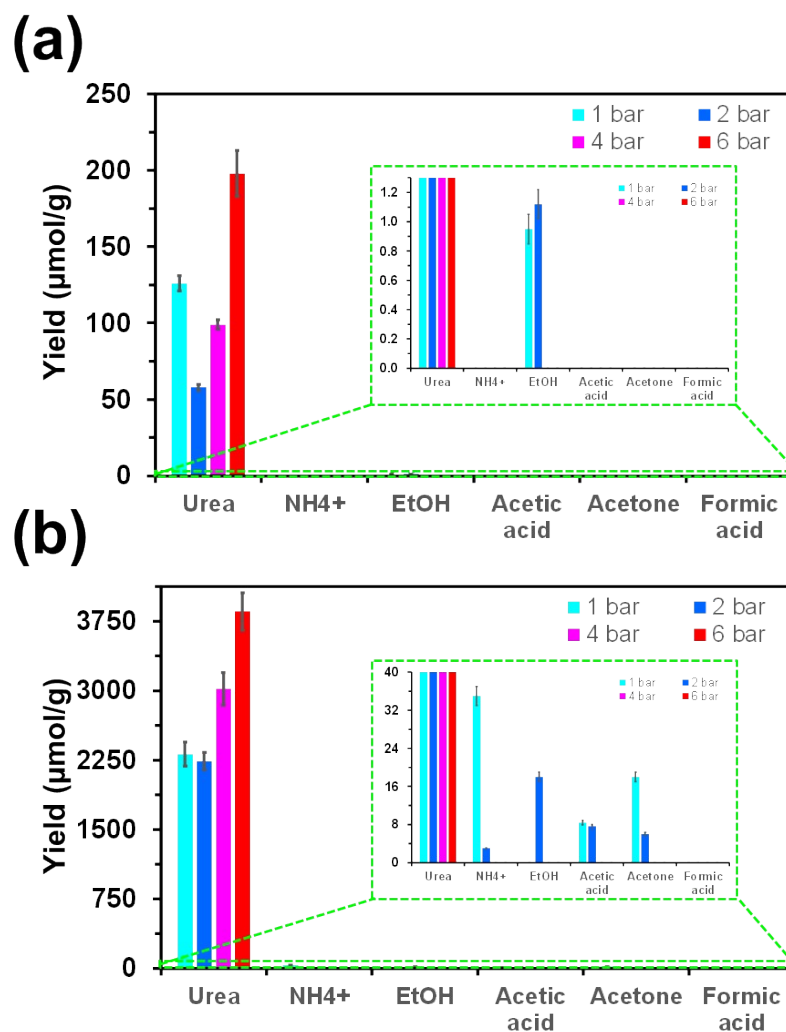 (a)
Yield (µmol/g)
250
200
150
100
50
0
1 bar 2 bar
4 bar 6 bar
1.2
1.0
0.8
0.6
0.4
0.2
0.0
1 bar 2 bar
4 bar 6 bar
Urea NH4+ EtOH Acetic acid Acetone Formic acid
Urea NH4+ EtOH Acetic acid Acetone Formic acid
(b)
Yield (µmol/g)
3750
3000
2250
1500
750
0
1 bar 2 bar
4 bar 6 bar
40
32
24
16
8
0
1 bar 2 bar
4 bar 6 bar
Urea NH4+ EtOH Acetic acid Acetone Formic acid
Urea NH4+ EtOH Acetic acid Acetone Formic acid